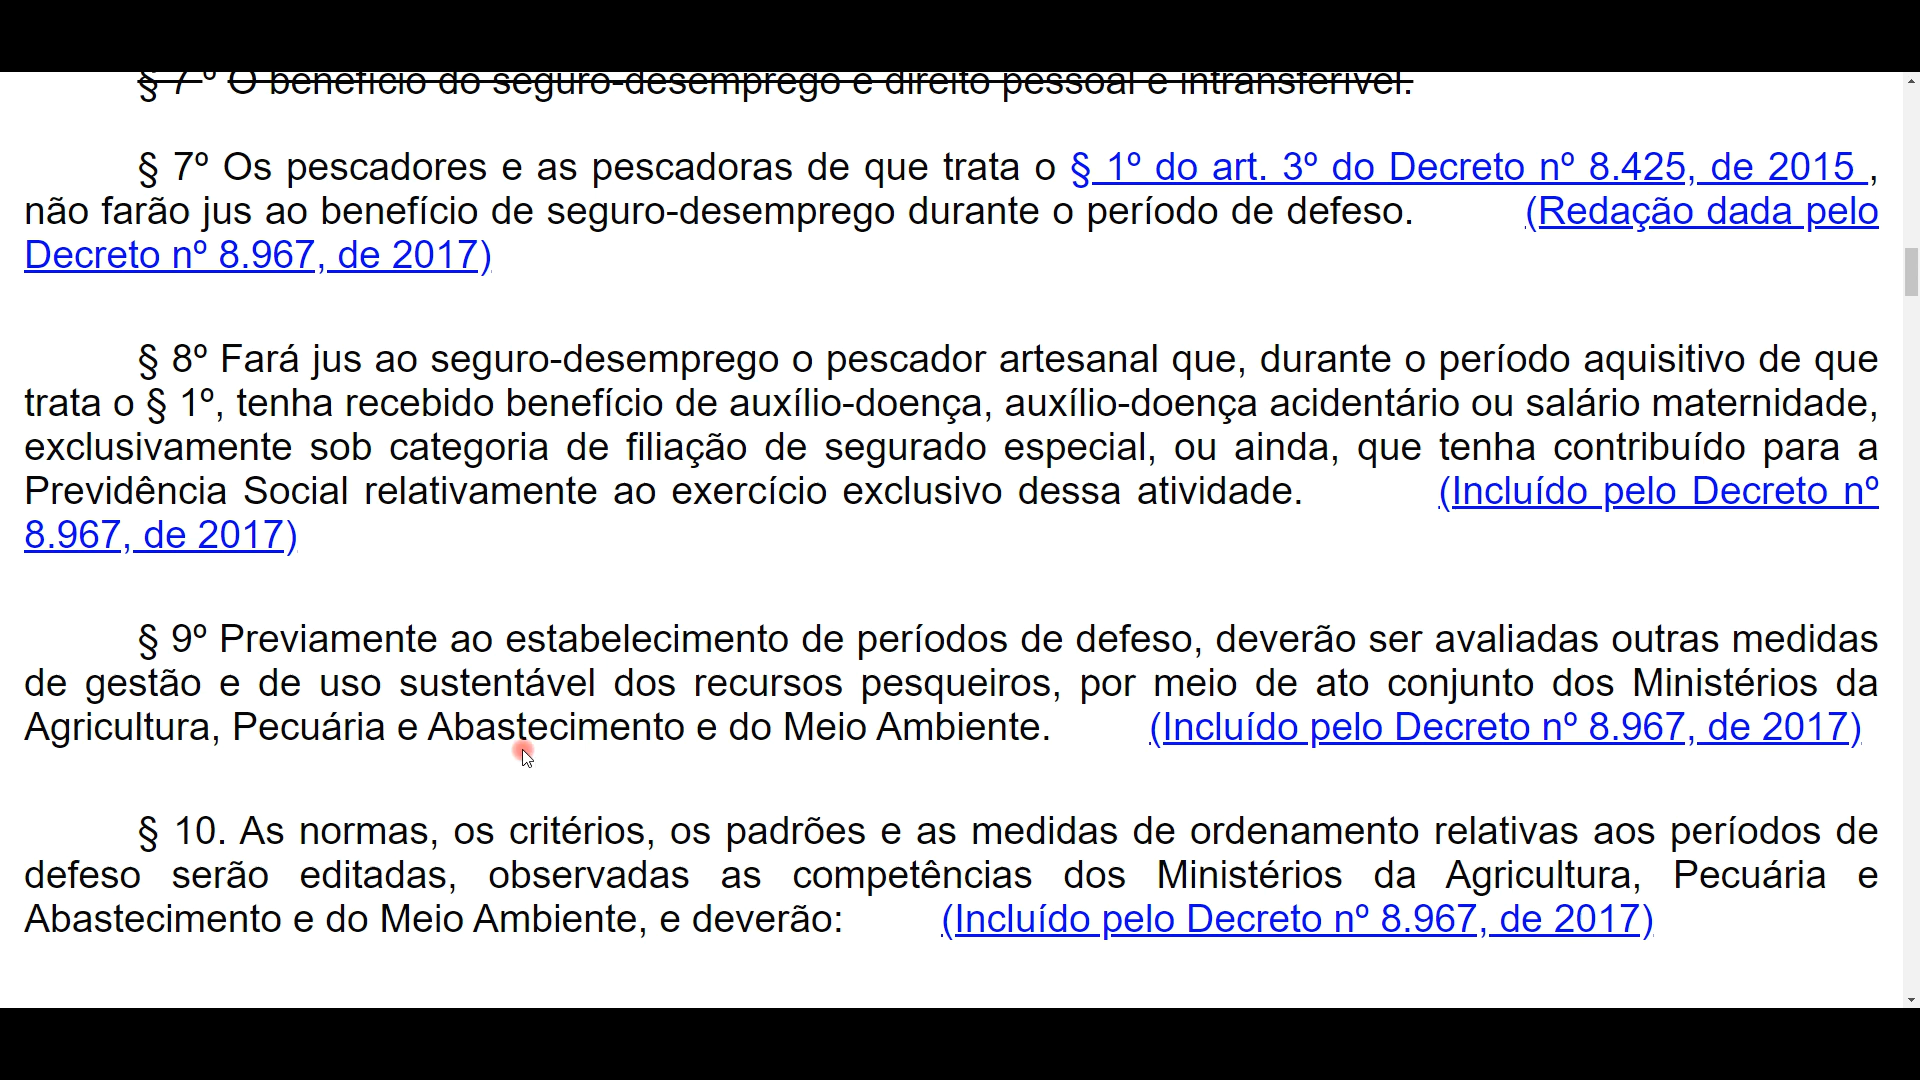 § 7º O benefício do seguro-desemprego é direito pessoal e intransferível.
§ 7º Os pescadores e as pescadoras de que trata o § 1º do art. 3º do Decreto nº 8.425, de 2015 ,
não farão jus ao benefício de seguro-desemprego durante o período de defeso. (Redação dada pelo
Decreto nº 8.967, de 2017)
§ 8º Fará jus ao seguro-desemprego o pescador artesanal que, durante o período aquisitivo de que
trata o § 1º, tenha recebido benefício de auxílio-doença, auxílio-doença acidentário ou salário maternidade,
exclusivamente sob categoria de filiação de segurado especial, ou ainda, que tenha contribuído para a
Previdência Social relativamente ao exercício exclusivo dessa atividade. (Incluído pelo Decreto nº
8.967, de 2017)
§ 9º Previamente ao estabelecimento de períodos de defeso, deverão ser avaliadas outras medidas
de gestão e de uso sustentável dos recursos pesqueiros, por meio de ato conjunto dos Ministérios da
Agricultura, Pecuária e Abastecimento e do Meio Ambiente. (Incluído pelo Decreto nº 8.967, de 2017)
§ 10. As normas, os critérios, os padrões e as medidas de ordenamento relativas aos períodos de
defeso serão editadas, observadas as competências dos Ministérios da Agricultura, Pecuária e
Abastecimento e do Meio Ambiente, e deverão: (Incluído pelo Decreto nº 8.967, de 2017)